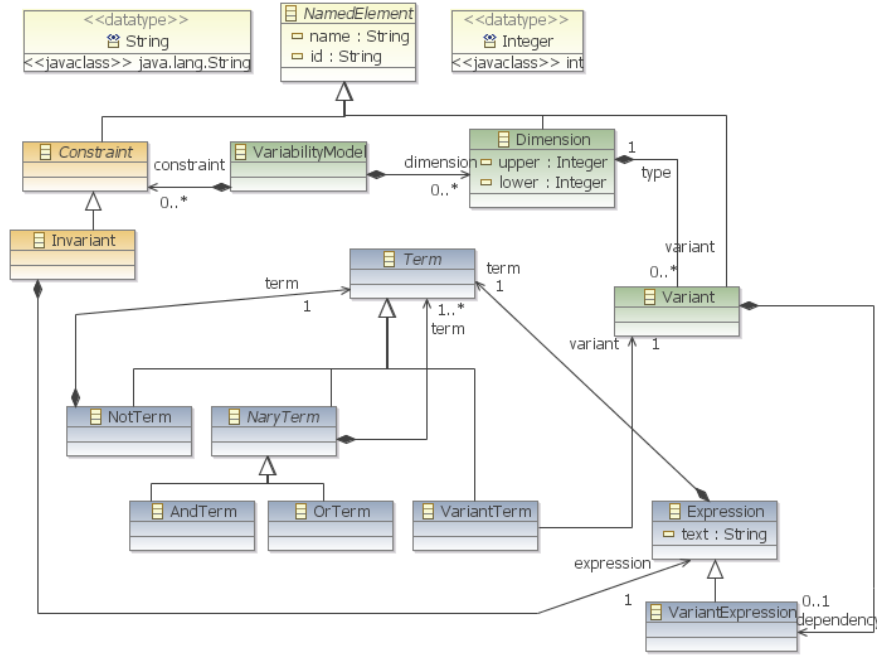 <<datatype>>
String
<<javaclass>> java.lang.String
NamedElement
name : String
id : String
<<datatype>>
Integer
<<javaclass>> int
Constraint
constraint
0..*
VariabilityModel
dimension
0..*
Dimension
upper : Integer
lower : Integer
1
type
variant
0..*
Invariant
Term
term
1
1..*
term
term
1
Variant
variant
1
NotTerm
NaryTerm
AndTerm
OrTerm
VariantTerm
Expression
text : String
expression
1
VariantExpression
0..1
dependency